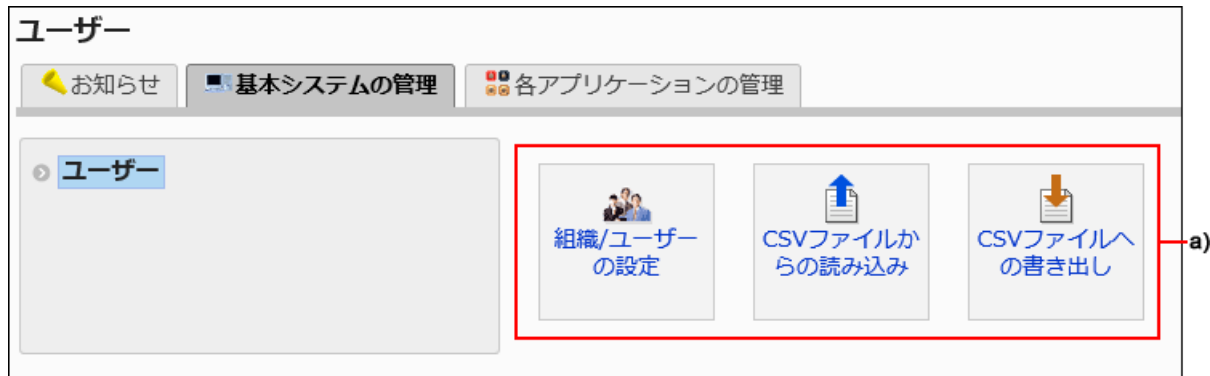 ユーザー
お知らせ
基本システムの管理
各アプリケーションの管理
ユーザー
組織/ユーザー
の設定
CSVファイルか
らの読み込み
CSVファイルへ
の書き出し
a)